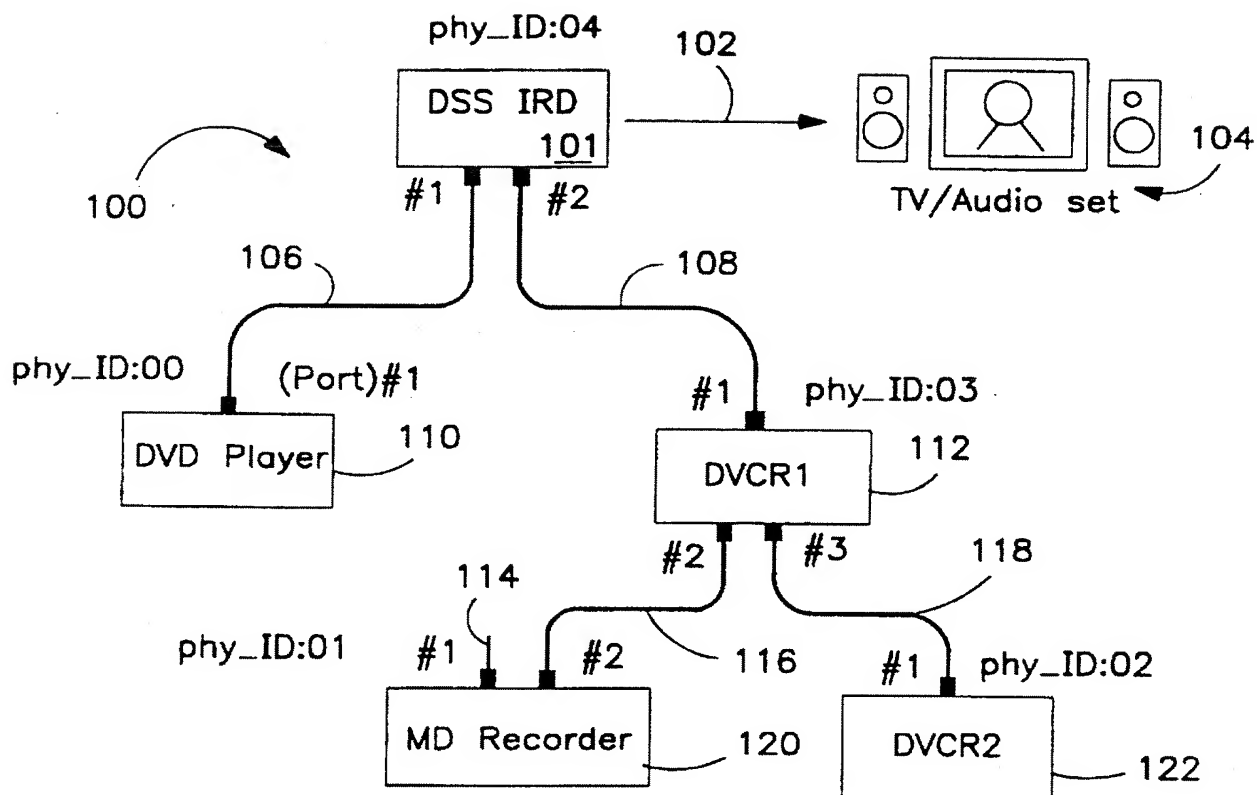 phy_ID:04
102
DSS IRD
101
104
100
#1
#2
TV/Audio set
106
108
phy_ID:00
(Port)#1
#1
phy_ID:03
DVD Player
110
DVCR1
112
#2
#3
118
114
phy_ID:01
#1
#2
116
#1
phy_ID:02
MD Recorder
120
DVCR2
122